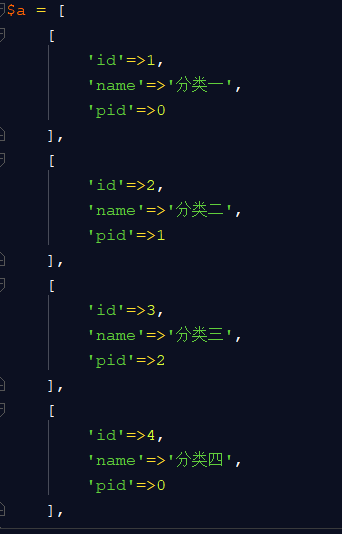 $a = [
[
'id'=>1,
'name'=>'分类一',
'pid'=>0
],
[
'id'=>2,
'name'=>'分类二',
'pid'=>1
],
[
'id'=>3,
'name'=>'分类三',
'pid'=>2
],
[
'id'=>4,
'name'=>'分类四',
'pid'=>0
],